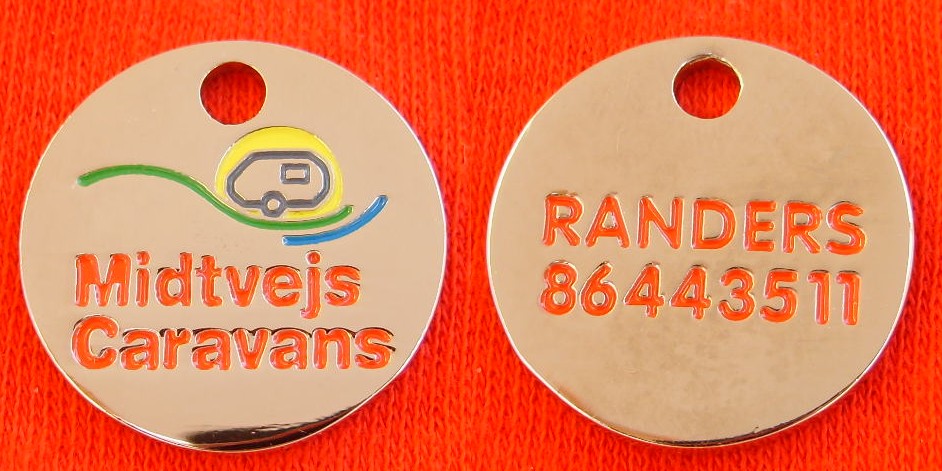 Midtvejs
Caravans
RANDERS
86443511